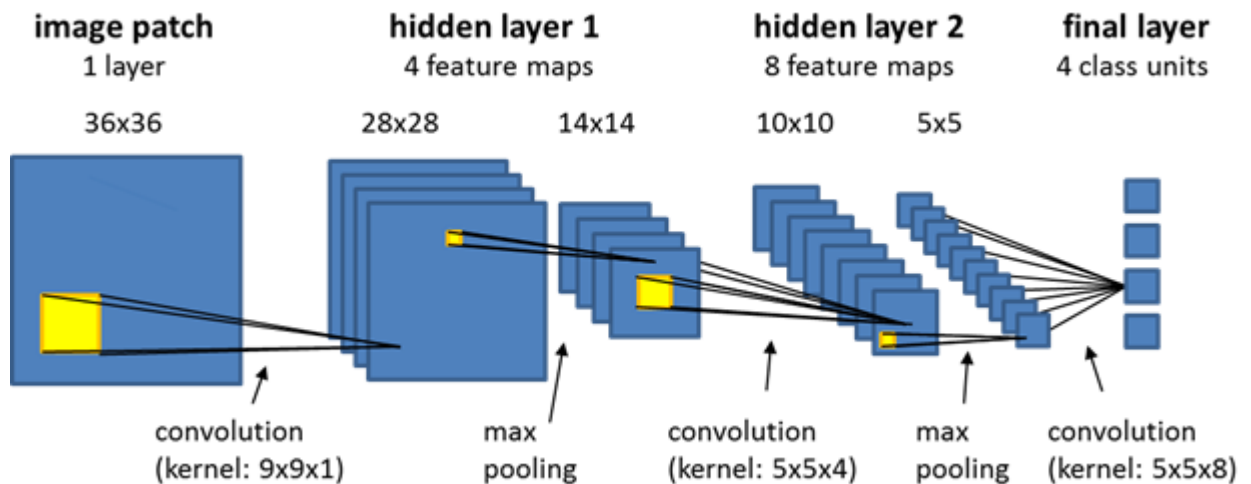 image patch
1 layer
36x36
hidden layer 1
4 feature maps
28x28
14x14
hidden layer 2
8 feature maps
10x10
5x5
final layer
4 class units
convolution
(kernel: 9x9x1)
max
pooling
convolution
(kernel: 5x5x4)
max
pooling
convolution
(kernel: 5x5x8)